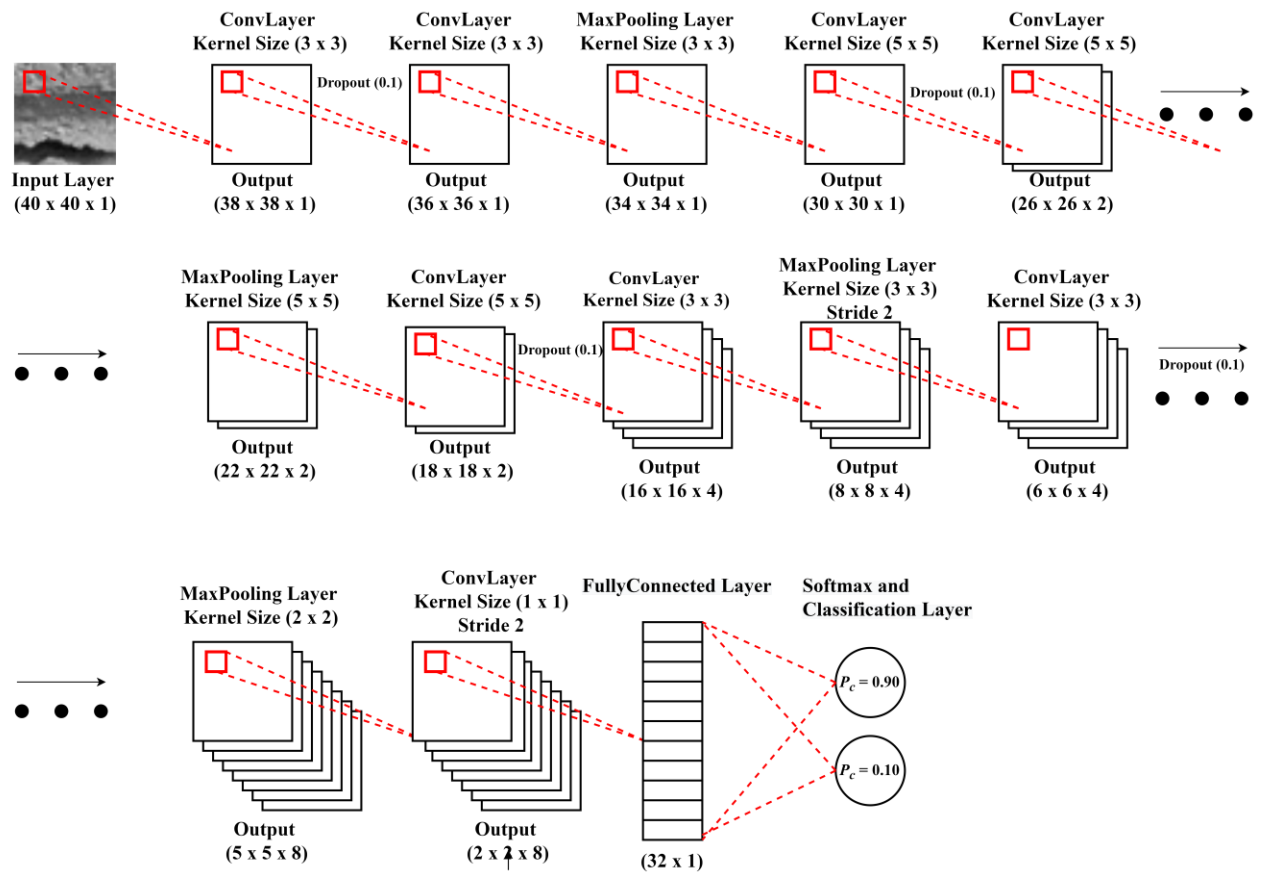 ConvLayer
Kernel Size (3 x 3)
ConvLayer
Kernel Size (3 x 3)
MaxPooling Layer
Kernel Size (3 x 3)
ConvLayer
Kernel Size (5 x 5)
ConvLayer
Kernel Size (5 x 5)
Dropout (0.1)
Dropout (0.1)
Input Layer
(40 x 40 x 1)
Output
(38 x 38 x 1)
Output
(36 x 36 x 1)
Output
(34 x 34 x 1)
Output
(30 x 30 x 1)
Output
(26 x 26 x 2)
MaxPooling Layer
Kernel Size (5 x 5)
ConvLayer
Kernel Size (5 x 5)
ConvLayer
Kernel Size (3 x 3)
MaxPooling Layer
Kernel Size (3 x 3)
Stride 2
ConvLayer
Kernel Size (3 x 3)
Dropout (0.1)
Dropout (0.1)
Output
(22 x 22 x 2)
Output
(18 x 18 x 2)
Output
(16 x 16 x 4)
Output
(8 x 8 x 4)
Output
(6 x 6 x 4)
MaxPooling Layer
Kernel Size (2 x 2)
ConvLayer
Kernel Size (1 x 1)
Stride 2
FullyConnected Layer
Softmax and
Classification Layer
P_c = 0.90
P_c = 0.10
Output
(5 x 5 x 8)
Output
(2 x 2 x 8)
(32 x 1)